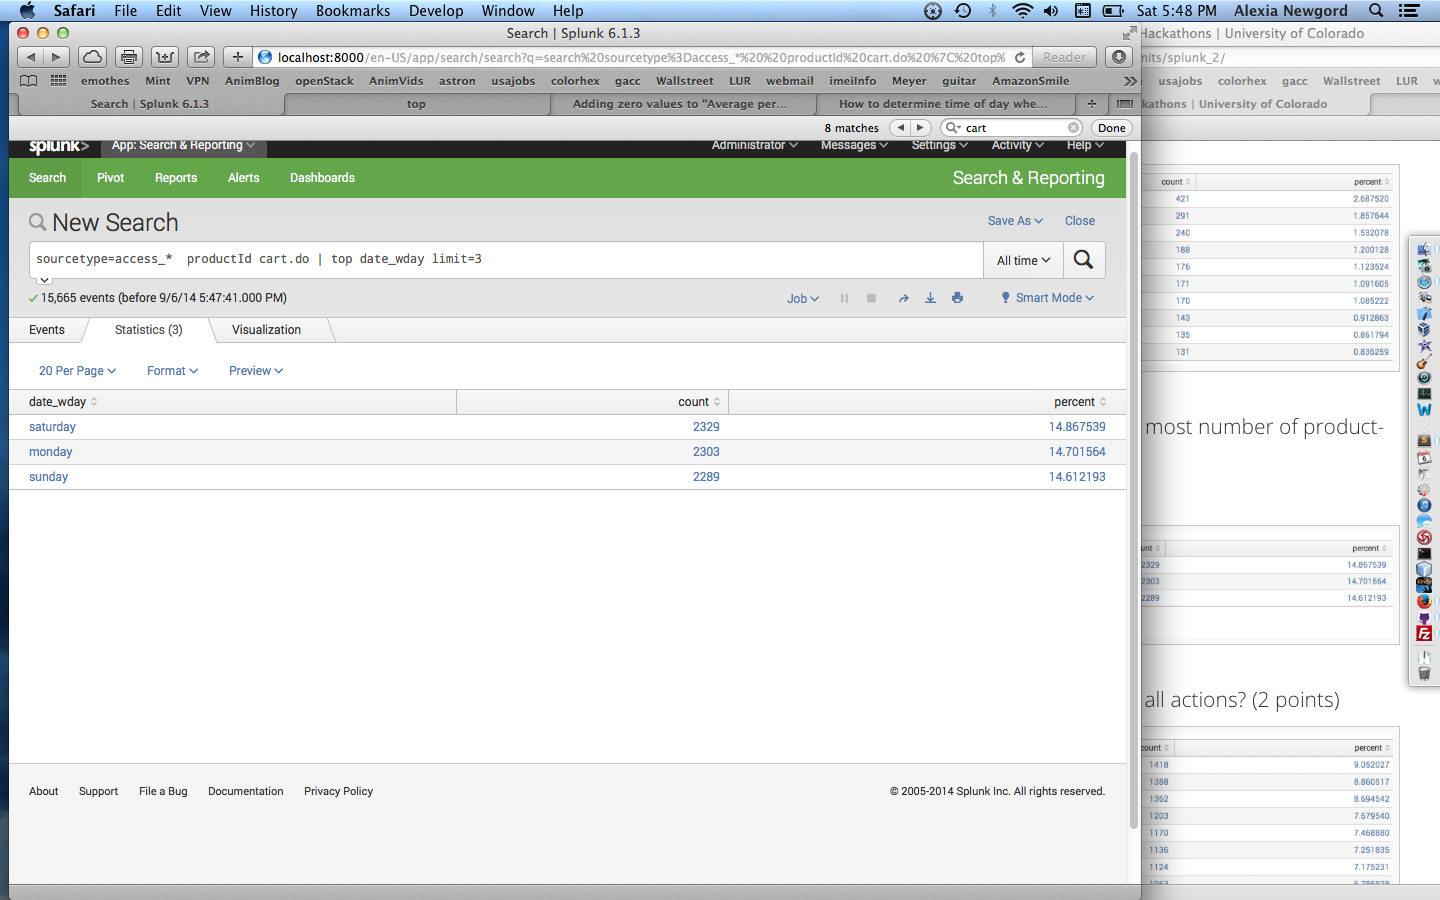 Safari File Edit View History Bookmarks Develop Window Help Sat 5:48 PM Alexia Newgord
Search | Splunk 6.1.3
Hackathons | University of Colorado
localhost:8000/en-US/app/search/search?q=search%20sourcetype%3Daccess_*%20%20productId%20cart.do%20%7C%20top% Reader
nits/splunk_2/
emothes Mint VPN AnimBlog openStack AnimVids astron usajobs colorhex gacc Wallstreet LUR webmail imeiInfo Meyer guitar AmazonSmile
usajobs colorhex gacc Wallstreet LUR
Search | Splunk 6.1.3 top Adding zero values to "Average per... How to determine time of day whe...
kathons | University of Colorado
8 matches cart Done
splunk> App: Search & Reporting Administrator Messages Settings Activity Help
Search Pivot Reports Alerts Dashboards Search & Reporting
New Search Save As Close
sourcetype=access_*  productId cart.do | top date_wday limit=3 All time
15,665 events (before 9/6/14 5:47:41.000 PM) Job Smart Mode
Events Statistics (3) Visualization
20 Per Page Format Preview
date_wday count percent
saturday 2329 14.867539
monday 2303 14.701564
sunday 2289 14.612193
About Support File a Bug Documentation Privacy Policy © 2005-2014 Splunk Inc. All rights reserved.
count percent
421 2.687520
291 1.857644
240 1.532078
188 1.200128
176 1.123524
171 1.091605
170 1.085222
143 0.912863
135 0.861794
131 0.836259
most number of product-
unt percent
2329 14.867539
2303 14.701564
2289 14.612193
all actions? (2 points)
count percent
1418 9.052027
1388 8.860517
1362 8.694542
1203 7.679540
1170 7.468880
1136 7.251835
1124 7.175231